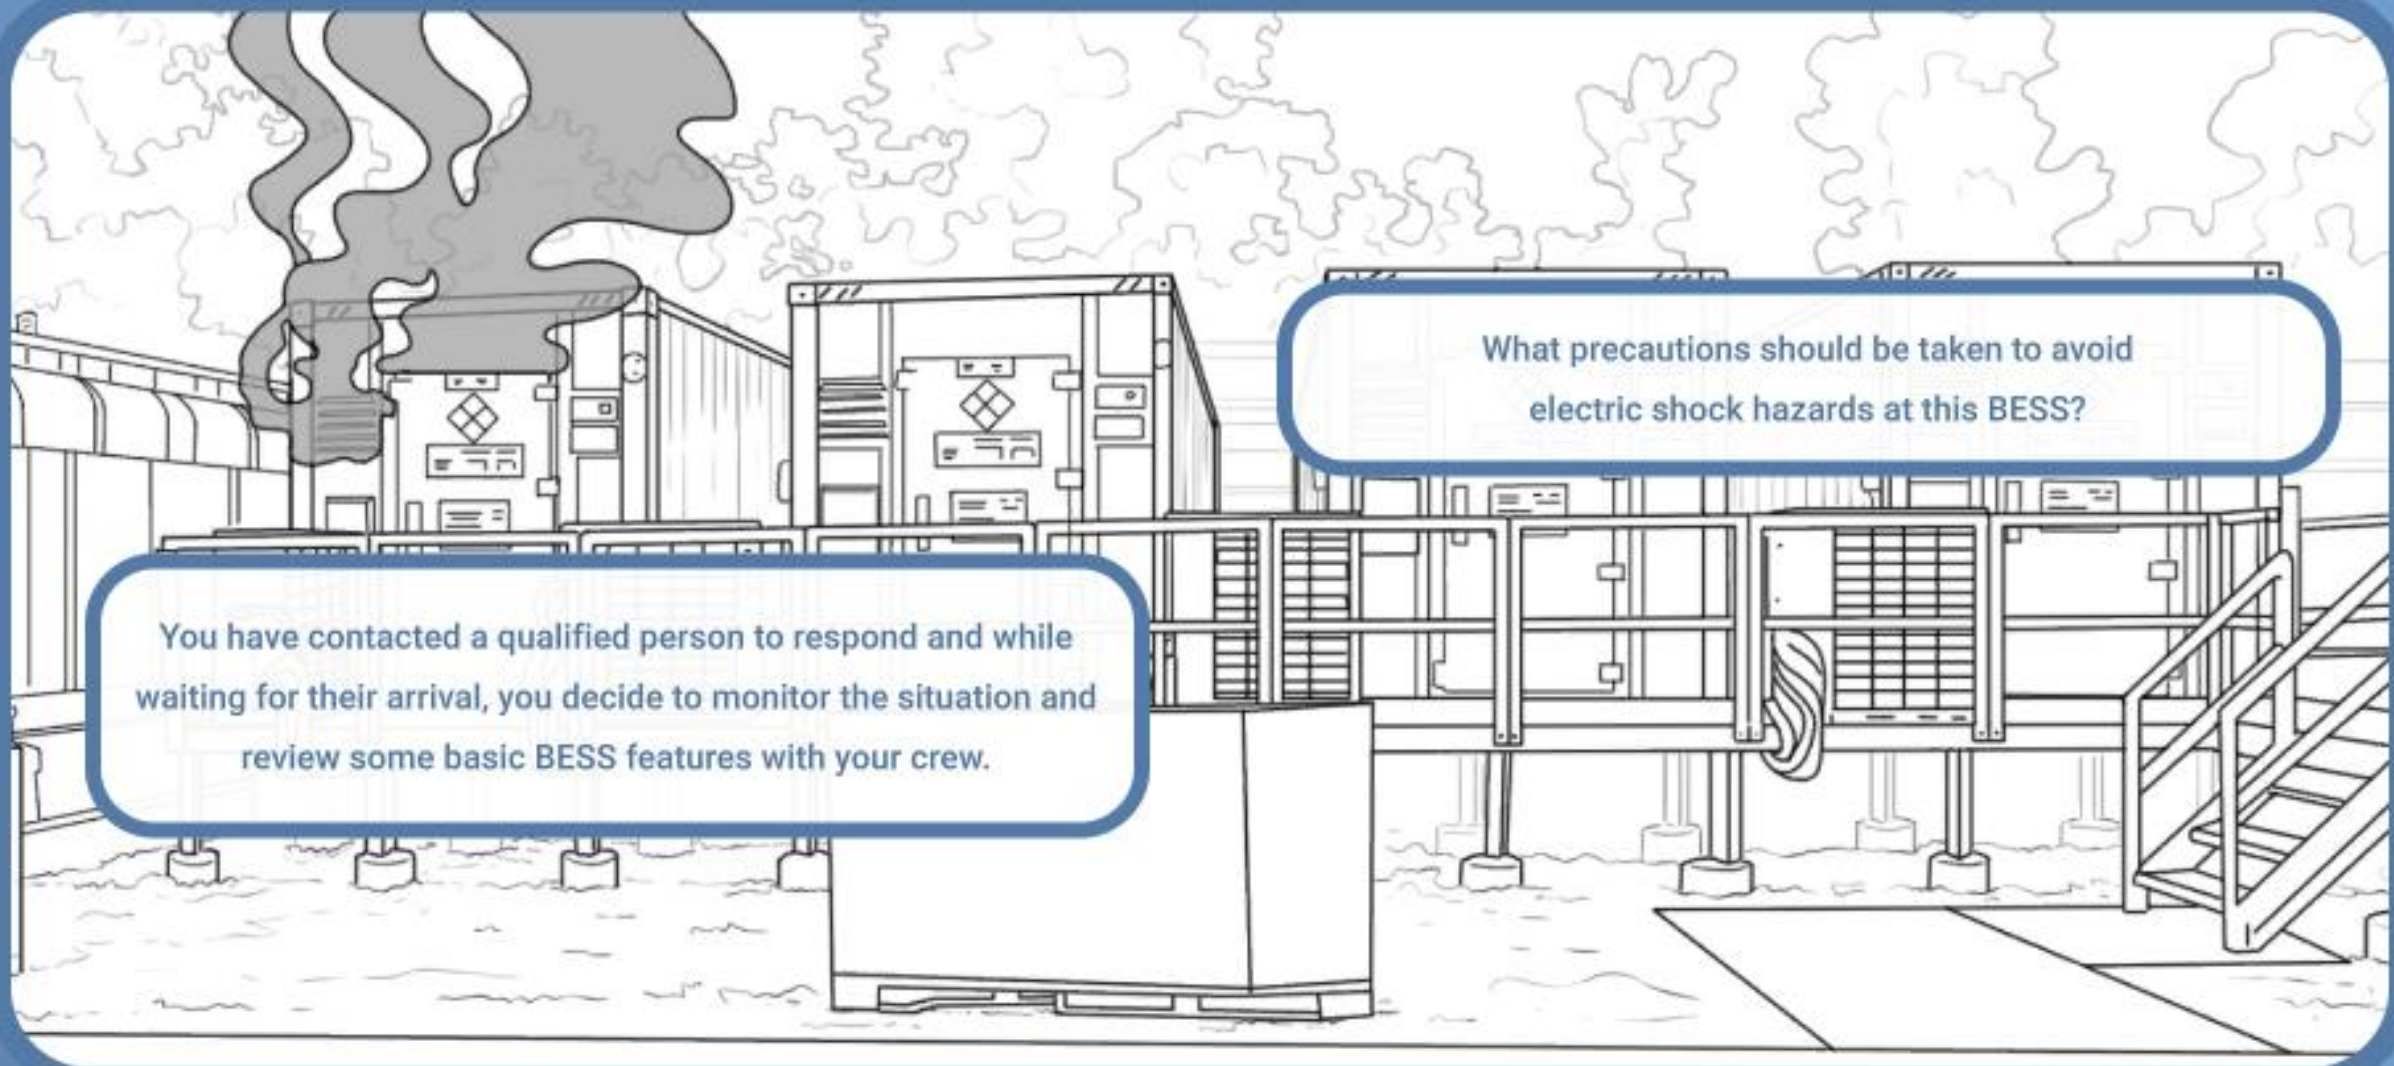 What precautions should be taken to avoid
electric shock hazards at this BESS?
You have contacted a qualified person to respond and while
waiting for their arrival, you decide to monitor the situation and
review some basic BESS features with your crew.